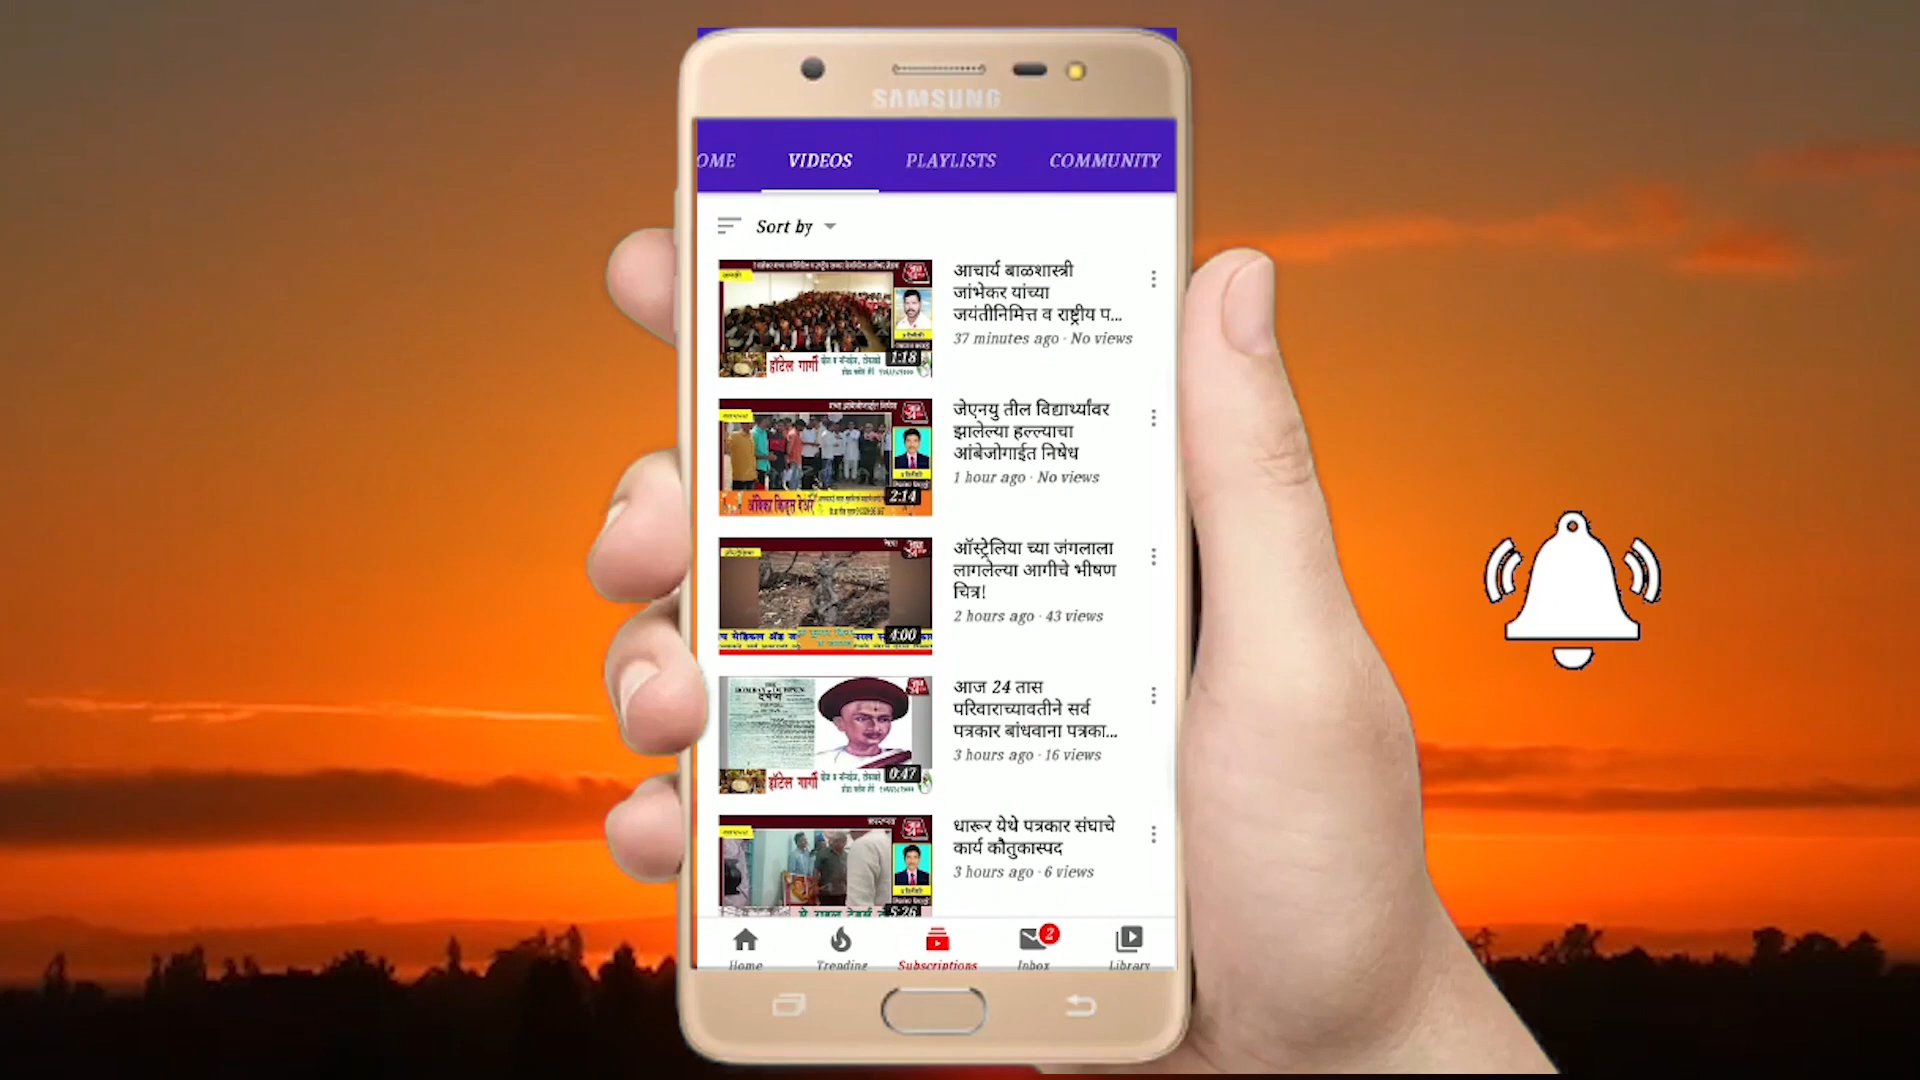 SAMSUNG
OME VIDEOS PLAYLISTS COMMUNITY
Sort by
आचार्य बाळशास्त्री
जांभेकर यांच्या
जयंतीनिमित्त व राष्ट्रीय प...
37 minutes ago · No views
हॉटेल गार्गी
1:18
जेएनयु तील विद्यार्थ्यांवर
झालेल्या हल्ल्याचा
आंबेजोगाईत निषेध
1 hour ago · No views
2:14
ऑस्ट्रेलिया च्या जंगलाला
लागलेल्या आगीचे भीषण
चित्र!
2 hours ago · 43 views
4:00
आज 24 तास
परिवाराच्यावतीने सर्व
पत्रकार बांधवाना पत्रका...
3 hours ago · 16 views
हॉटेल गार्गी
0:47
धारूर येथे पत्रकार संघाचे
कार्य कौतुकास्पद
3 hours ago · 6 views
5:26
2
Home Trending Subscriptions Inbox Library